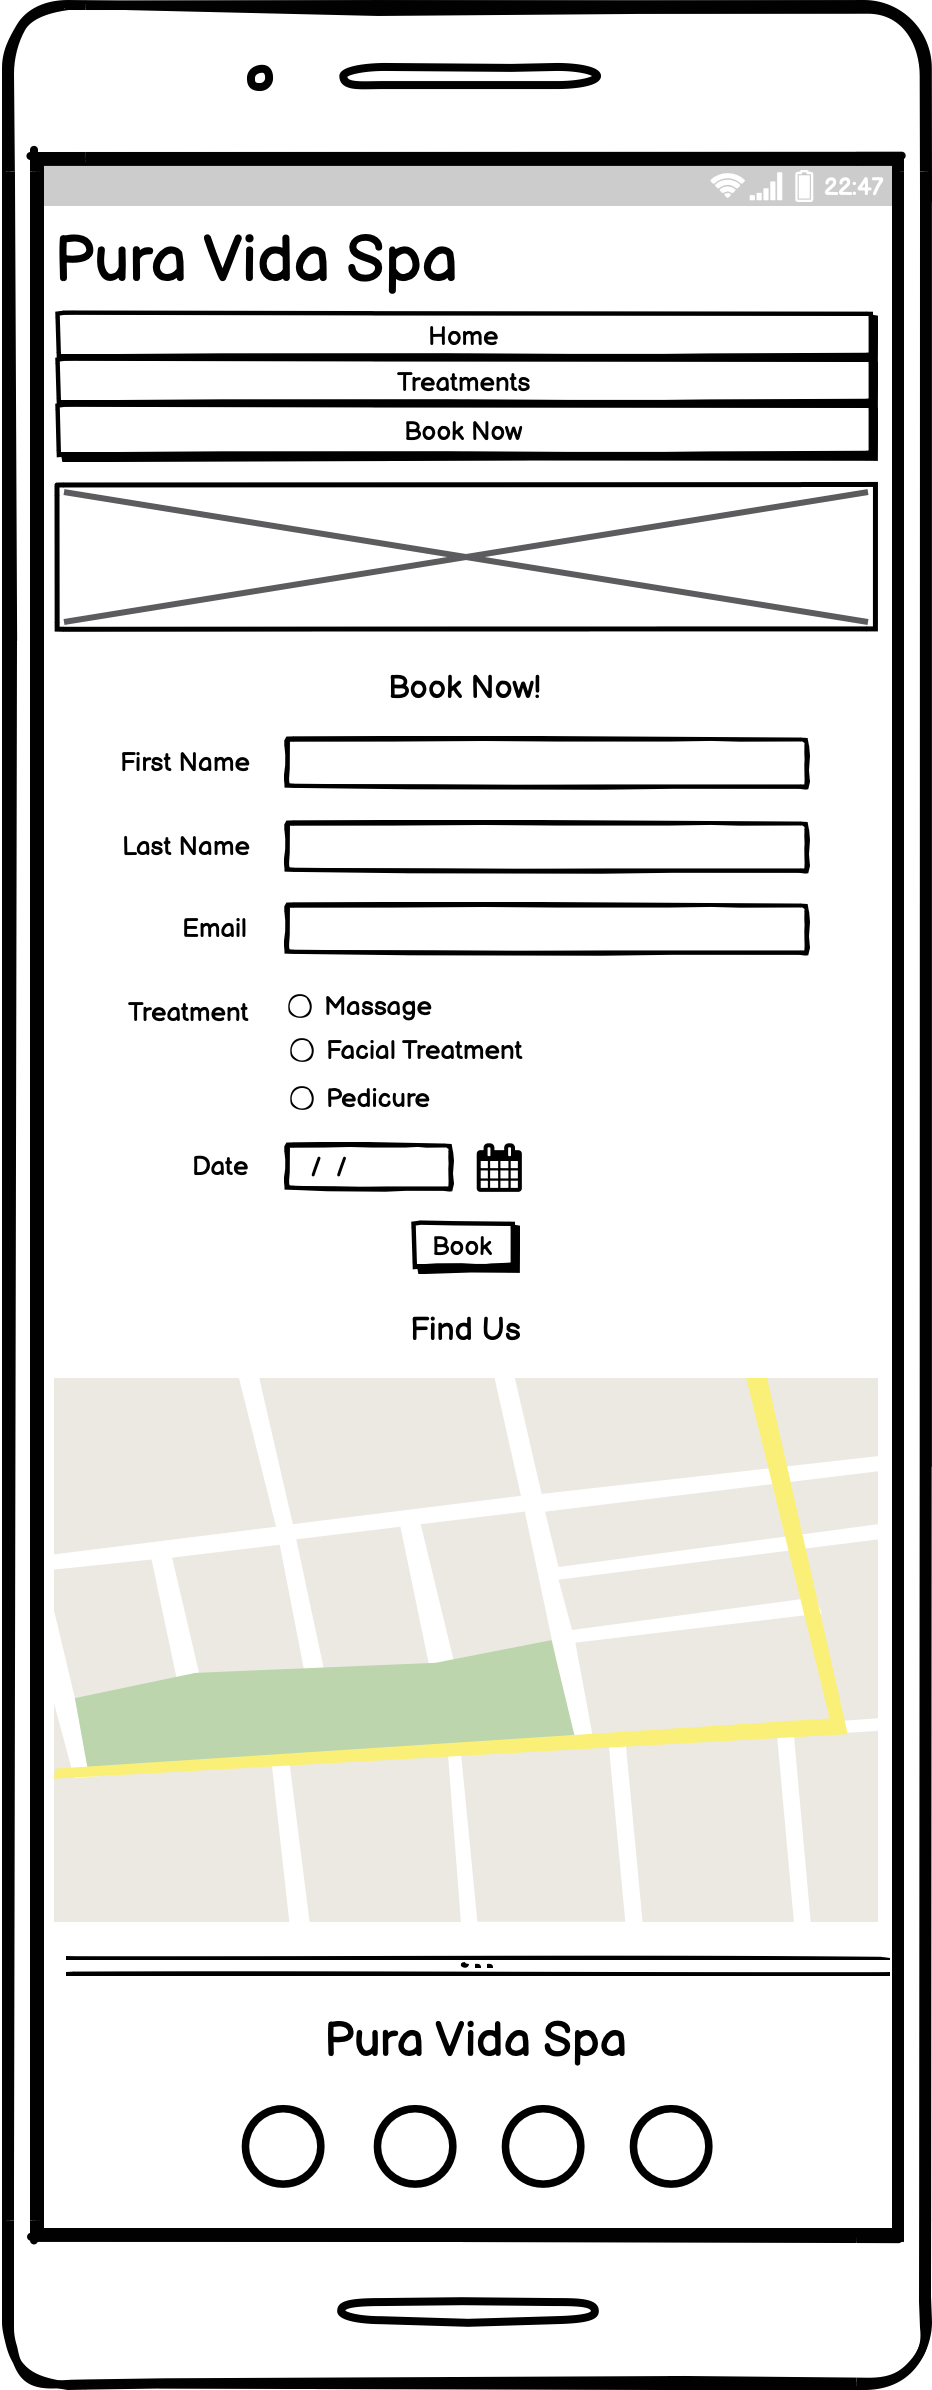 22:47
Pura Vida Spa
Home
Treatments
Book Now
Book Now!
First Name
Last Name
Email
Treatment
Massage
Facial Treatment
Pedicure
Date / /
Book
Find Us
Pura Vida Spa